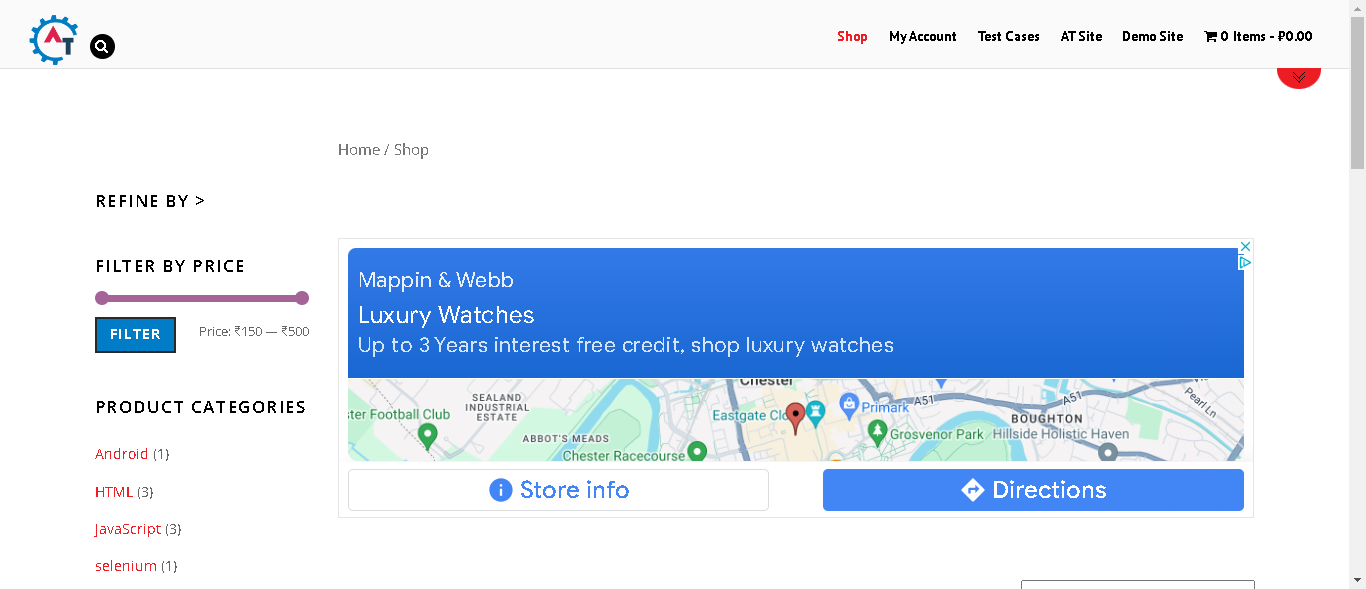 AT
Shop My Account Test Cases AT Site Demo Site 0 Items - ₽0.00
Home / Shop
REFINE BY >
FILTER BY PRICE
FILTER Price: ₹150 — ₹500
PRODUCT CATEGORIES
Android (1)
HTML (3)
JavaScript (3)
selenium (1)
Mappin & Webb
Luxury Watches
Up to 3 Years interest free credit, shop luxury watches
Chester
SEALAND
INDUSTRIAL
ESTATE
ster Football Club
ABBOT'S MEADS
Chester Racecourse
Eastgate Clo
Primark
A51
A51
Pearl Ln
BOUGHTON
Grosvenor Park
Hillside Holistic Haven
Store info
Directions